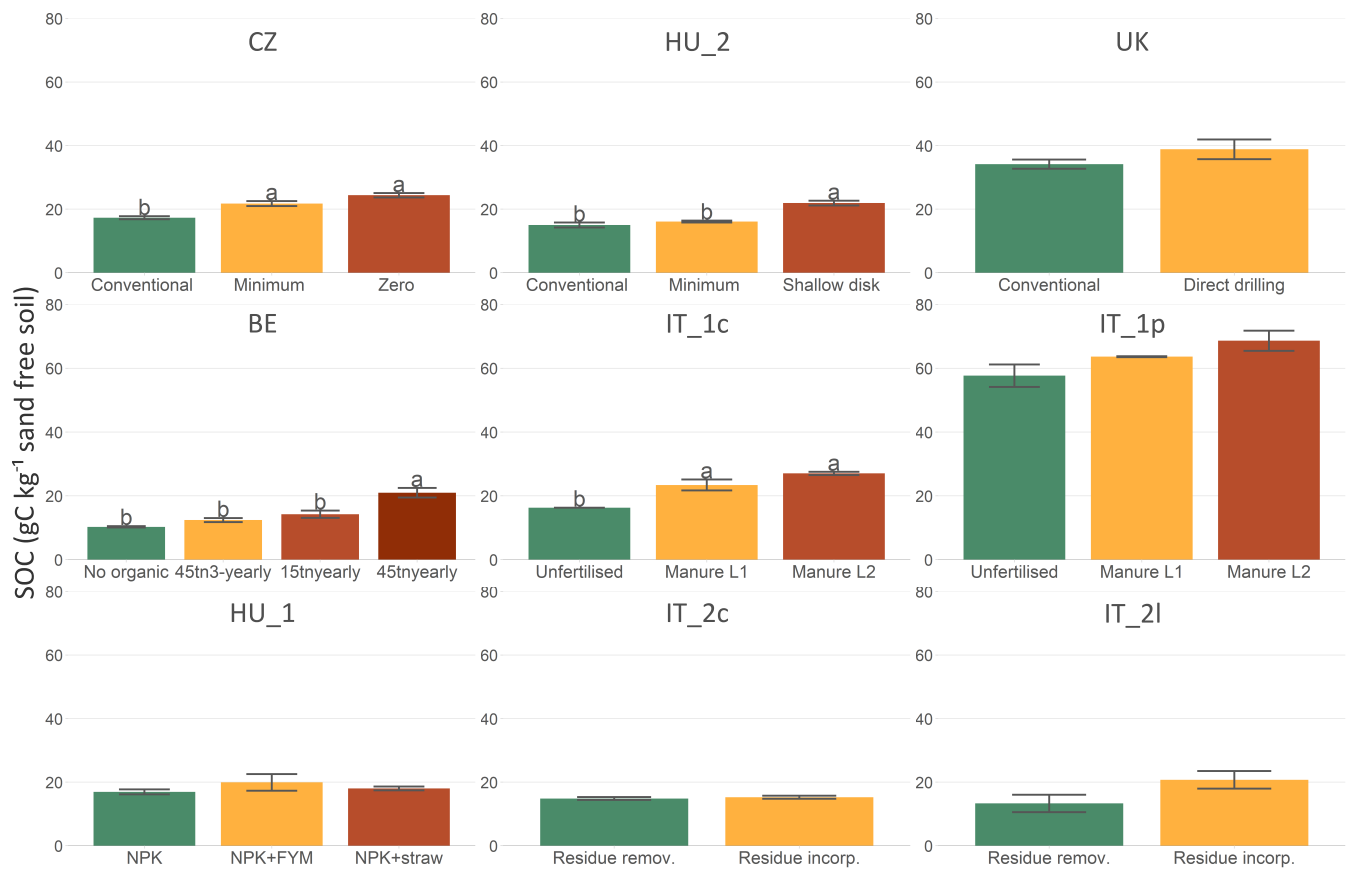 SOC (gC kg⁻¹ sand free soil)
80 80 80
CZ HU_2 UK
60 60 60
40 40 40
20 20 20
b a a b b a
0 0 0
Conventional Minimum Zero Conventional Minimum Shallow disk Conventional Direct drilling
80 80 80
BE IT_1c IT_1p
60 60 60
40 40 40
20 20 20
b b b a b a a
0 0 0
No organic 45tn3-yearly 15tnyearly 45tnyearly Unfertilised Manure L1 Manure L2 Unfertilised Manure L1 Manure L2
80 80 80
HU_1 IT_2c IT_2l
60 60 60
40 40 40
20 20 20
0 0 0
NPK NPK+FYM NPK+straw Residue remov. Residue incorp. Residue remov. Residue incorp.